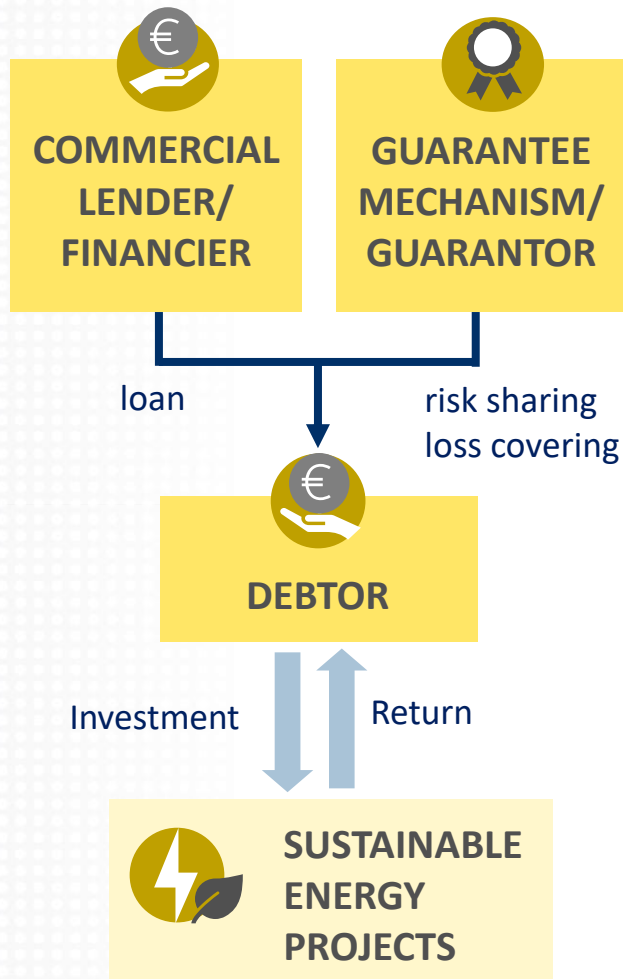 €
COMMERCIAL
LENDER/
FINANCIER
GUARANTEE
MECHANISM/
GUARANTOR
loan
risk sharing
loss covering
€
DEBTOR
Investment
Return
SUSTAINABLE
ENERGY
PROJECTS